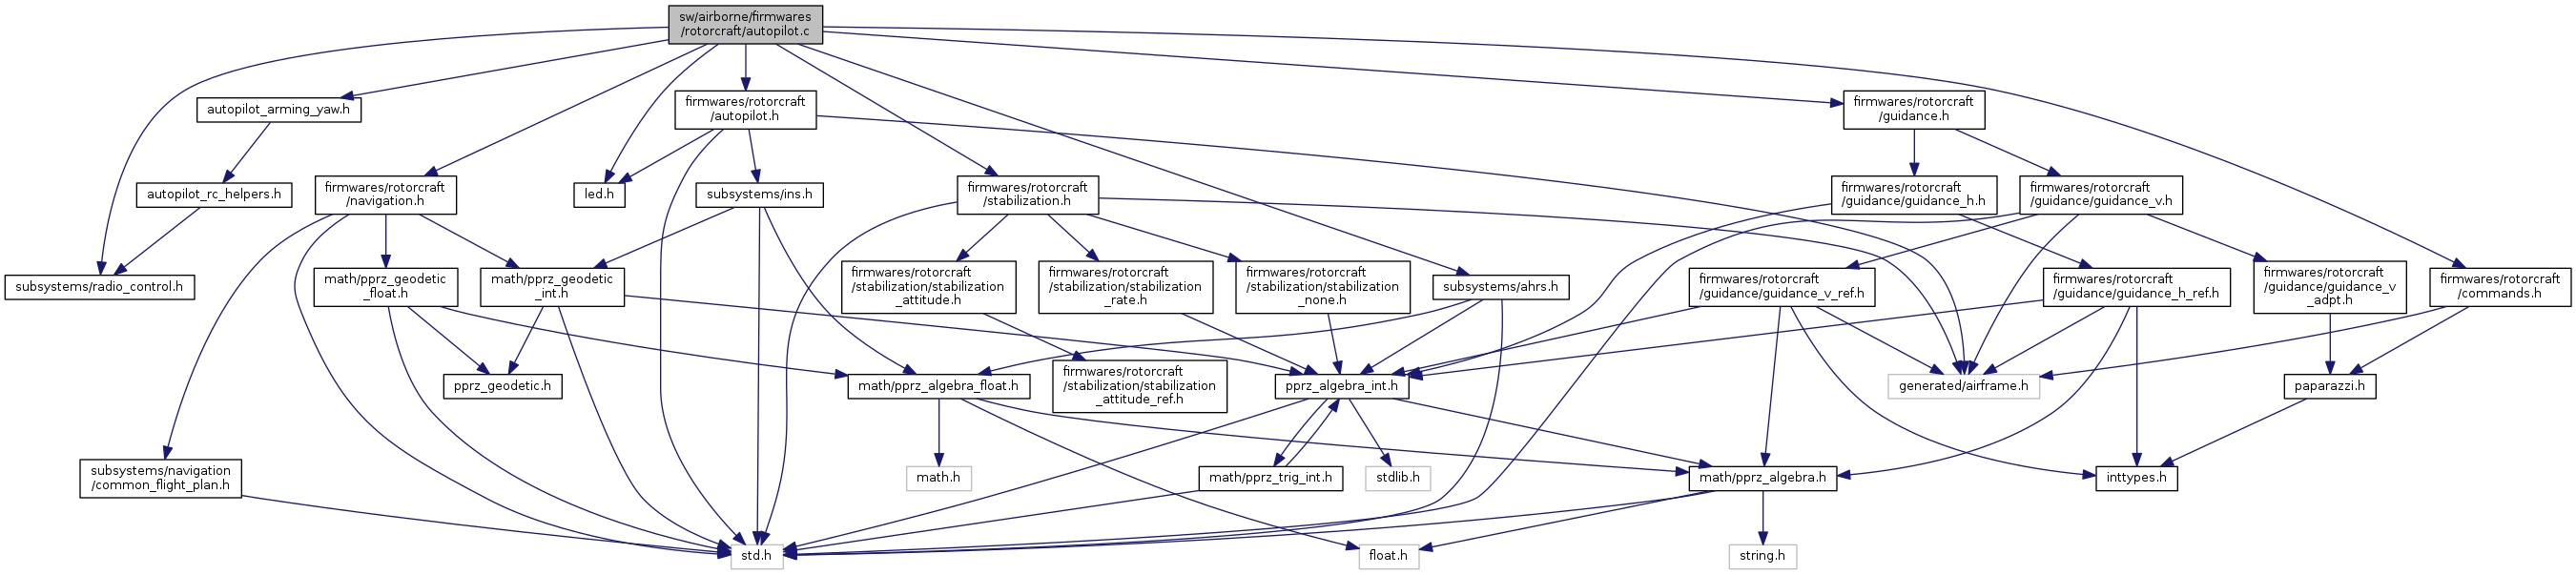 sw/airborne/firmwares
/rotorcraft/autopilot.c
autopilot_arming_yaw.h
firmwares/rotorcraft
/autopilot.h
firmwares/rotorcraft
/guidance.h
autopilot_rc_helpers.h
firmwares/rotorcraft
/navigation.h
led.h
subsystems/ins.h
firmwares/rotorcraft
/stabilization.h
firmwares/rotorcraft
/guidance/guidance_h.h
firmwares/rotorcraft
/guidance/guidance_v.h
subsystems/radio_control.h
math/pprz_geodetic
_float.h
math/pprz_geodetic
_int.h
firmwares/rotorcraft
/stabilization/stabilization
_attitude.h
firmwares/rotorcraft
/stabilization/stabilization
_rate.h
firmwares/rotorcraft
/stabilization/stabilization
_none.h
subsystems/ahrs.h
firmwares/rotorcraft
/guidance/guidance_v_ref.h
firmwares/rotorcraft
/guidance/guidance_h_ref.h
firmwares/rotorcraft
/guidance/guidance_v
_adpt.h
firmwares/rotorcraft
/commands.h
pprz_geodetic.h
math/pprz_algebra_float.h
firmwares/rotorcraft
/stabilization/stabilization
_attitude_ref.h
pprz_algebra_int.h
generated/airframe.h
paparazzi.h
subsystems/navigation
/common_flight_plan.h
math.h
math/pprz_trig_int.h
stdlib.h
math/pprz_algebra.h
inttypes.h
std.h
float.h
string.h